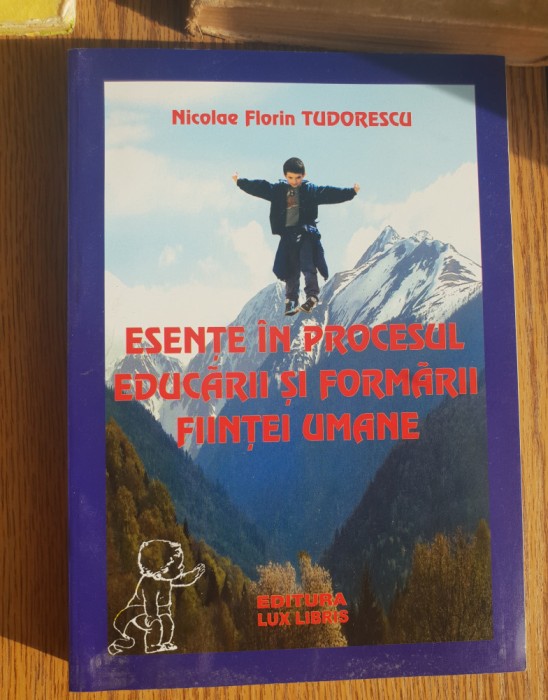 Nicolae Florin TUDORESCU
ESENȚE ÎN PROCESUL
EDUCĂRII ȘI FORMĂRII
FIINȚEI UMANE
EDITURA
LUX LIBRIS